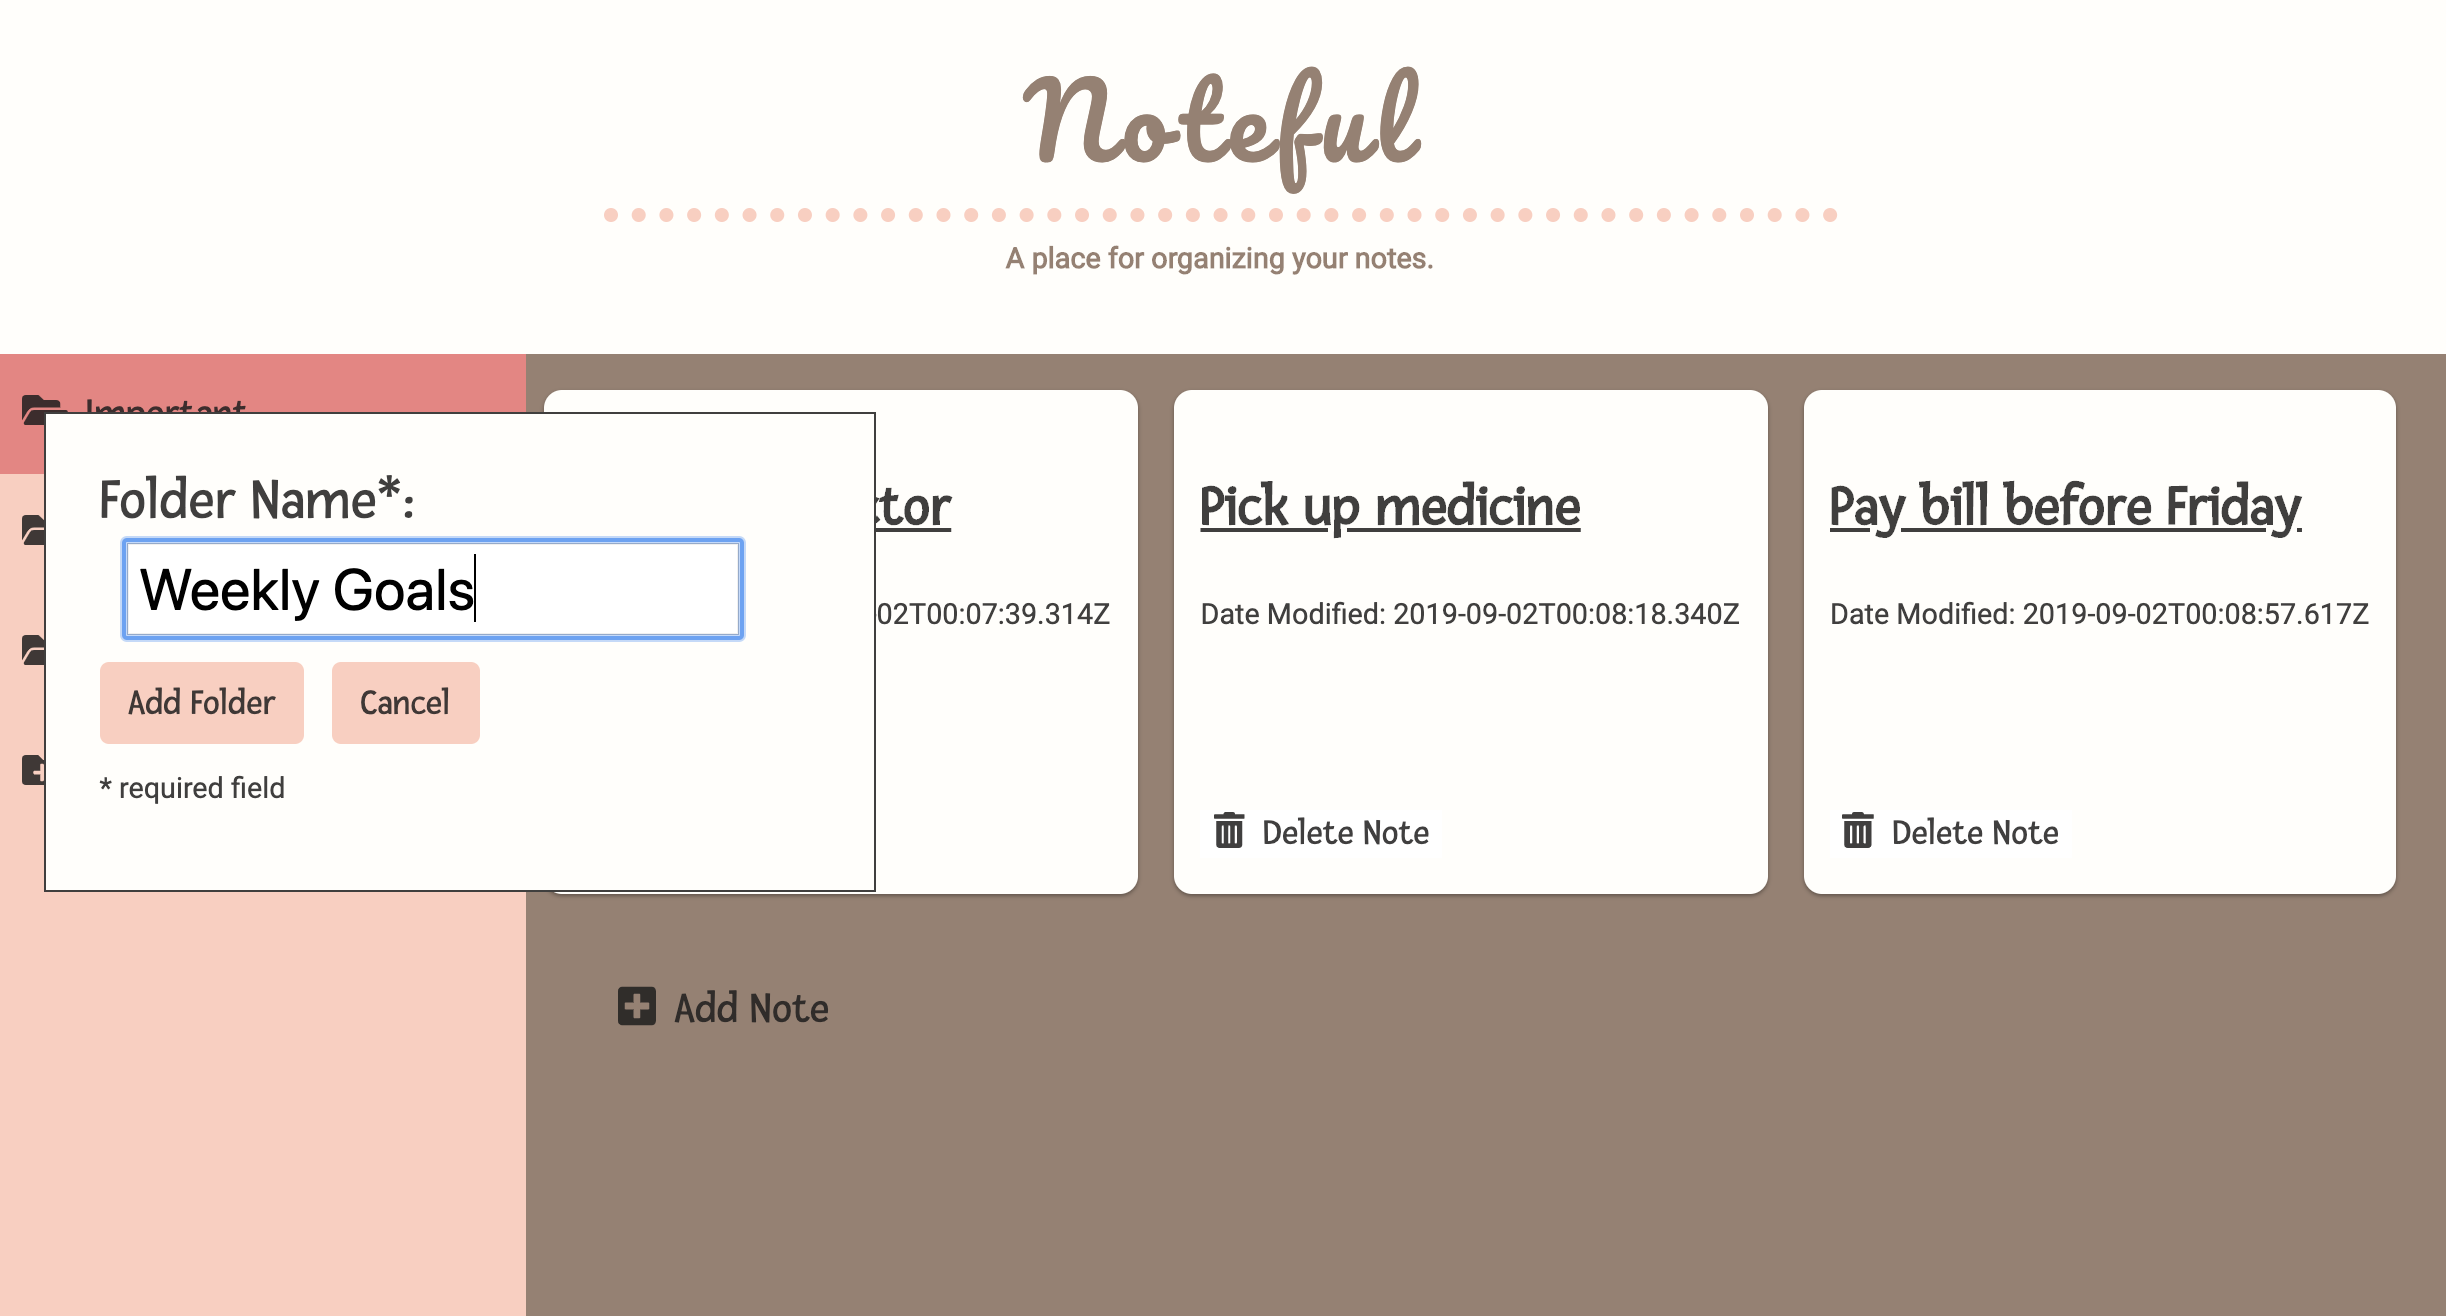 Noteful
A place for organizing your notes.
Important
Folder Name*:
Weekly Goals
Add Folder
Cancel
* required field
02T00:07:39.314Z
Pick up medicine
Date Modified: 2019-09-02T00:08:18.340Z
Delete Note
Pay bill before Friday
Date Modified: 2019-09-02T00:08:57.617Z
Delete Note
Add Note